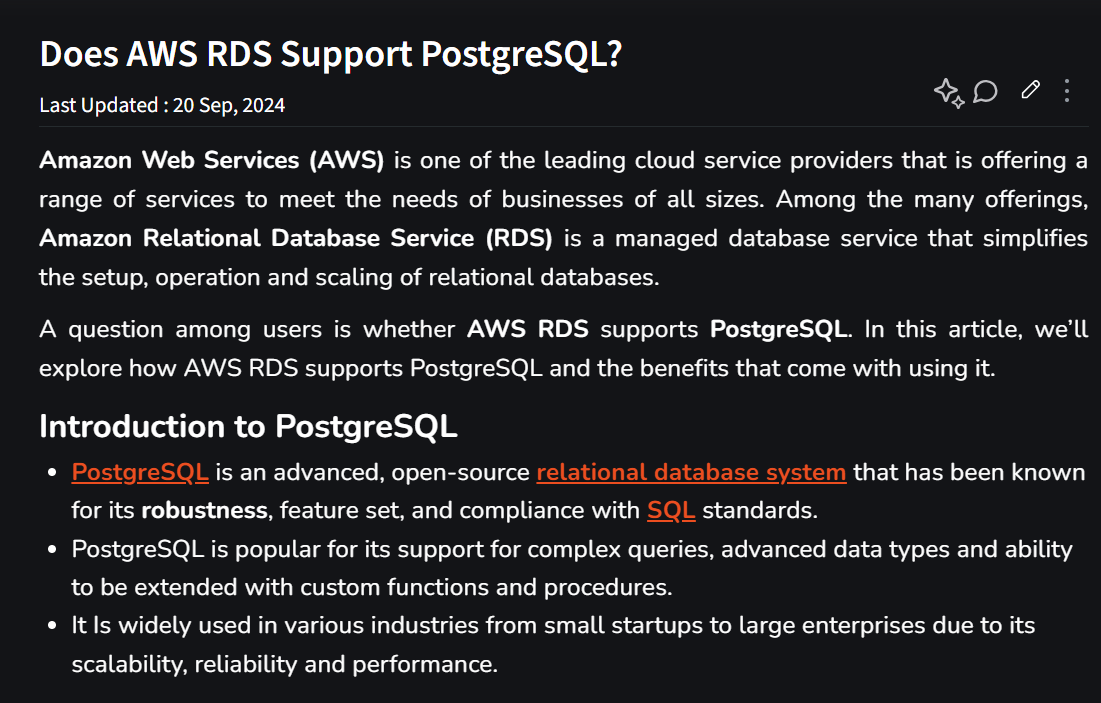 Does AWS RDS Support PostgreSQL?
Last Updated : 20 Sep, 2024
Amazon Web Services (AWS) is one of the leading cloud service providers that is offering a
range of services to meet the needs of businesses of all sizes. Among the many offerings,
Amazon Relational Database Service (RDS) is a managed database service that simplifies
the setup, operation and scaling of relational databases.
A question among users is whether AWS RDS supports PostgreSQL. In this article, we’ll
explore how AWS RDS supports PostgreSQL and the benefits that come with using it.
Introduction to PostgreSQL
• PostgreSQL is an advanced, open-source relational database system that has been known
for its robustness, feature set, and compliance with SQL standards.
• PostgreSQL is popular for its support for complex queries, advanced data types and ability
to be extended with custom functions and procedures.
• It Is widely used in various industries from small startups to large enterprises due to its
scalability, reliability and performance.